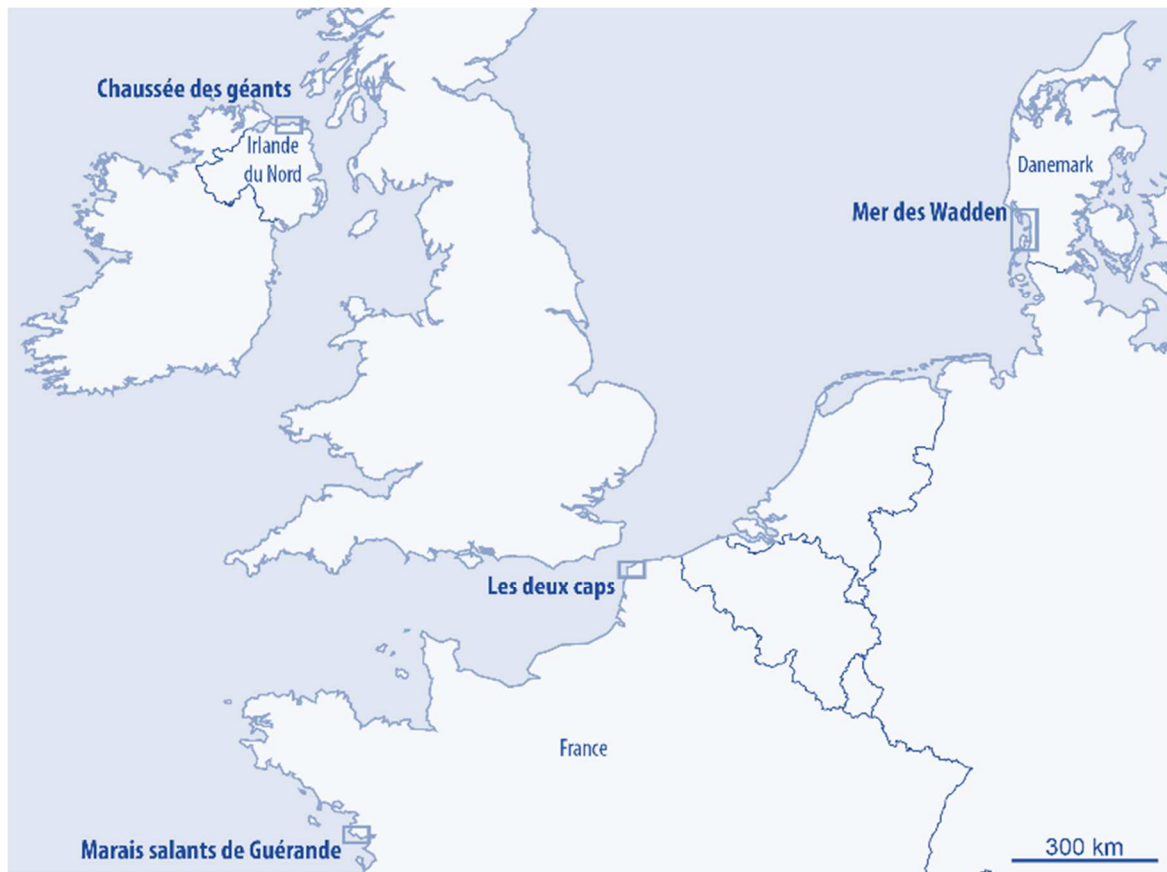 Chaussée des géants
Irlande
du Nord
Danemark
Mer des Wadden
Les deux caps
France
Marais salants de Guérande
300 km